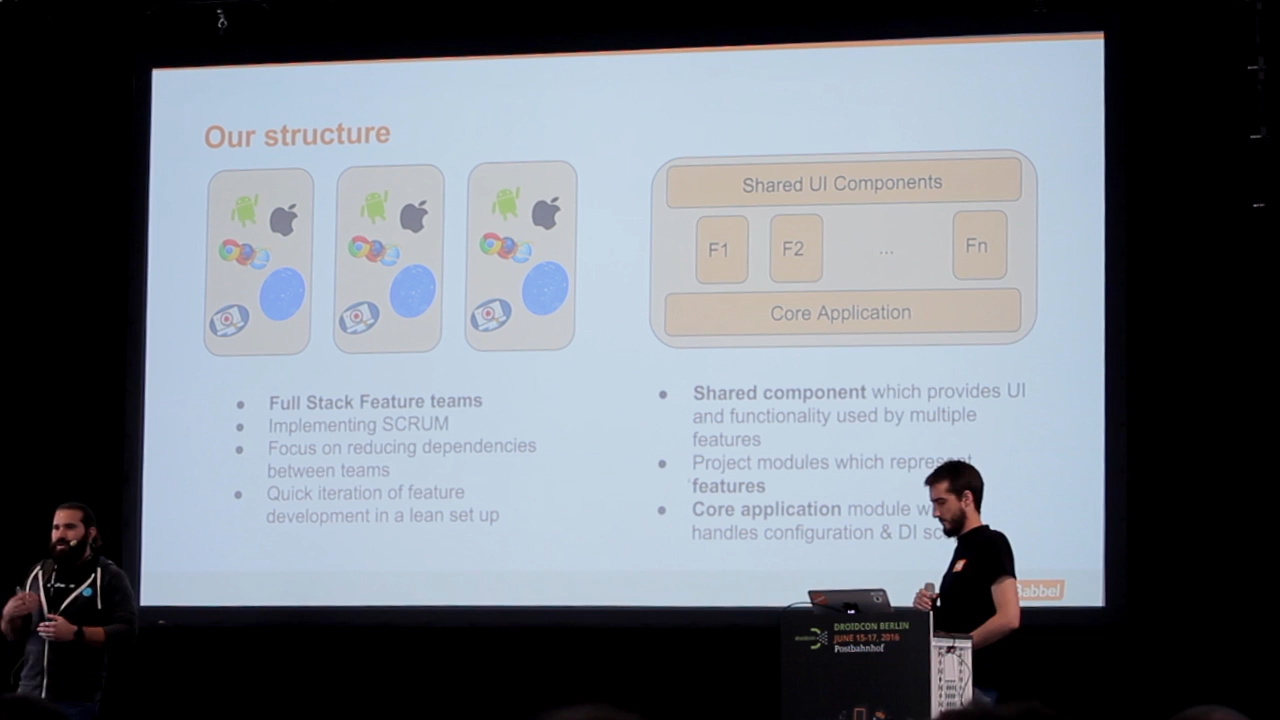 Our structure
Shared UI Components
F1
F2
...
Fn
Core Application
Full Stack Feature teams
Implementing SCRUM
Focus on reducing dependencies
between teams
Quick iteration of feature
development in a lean set up
Shared component which provides UI
and functionality used by multiple
features
Project modules which represent
features
Core application module
handles configuration & DI
Babbel
DROIDCON BERLIN
JUNE 15-17, 2016
Postbahnhof